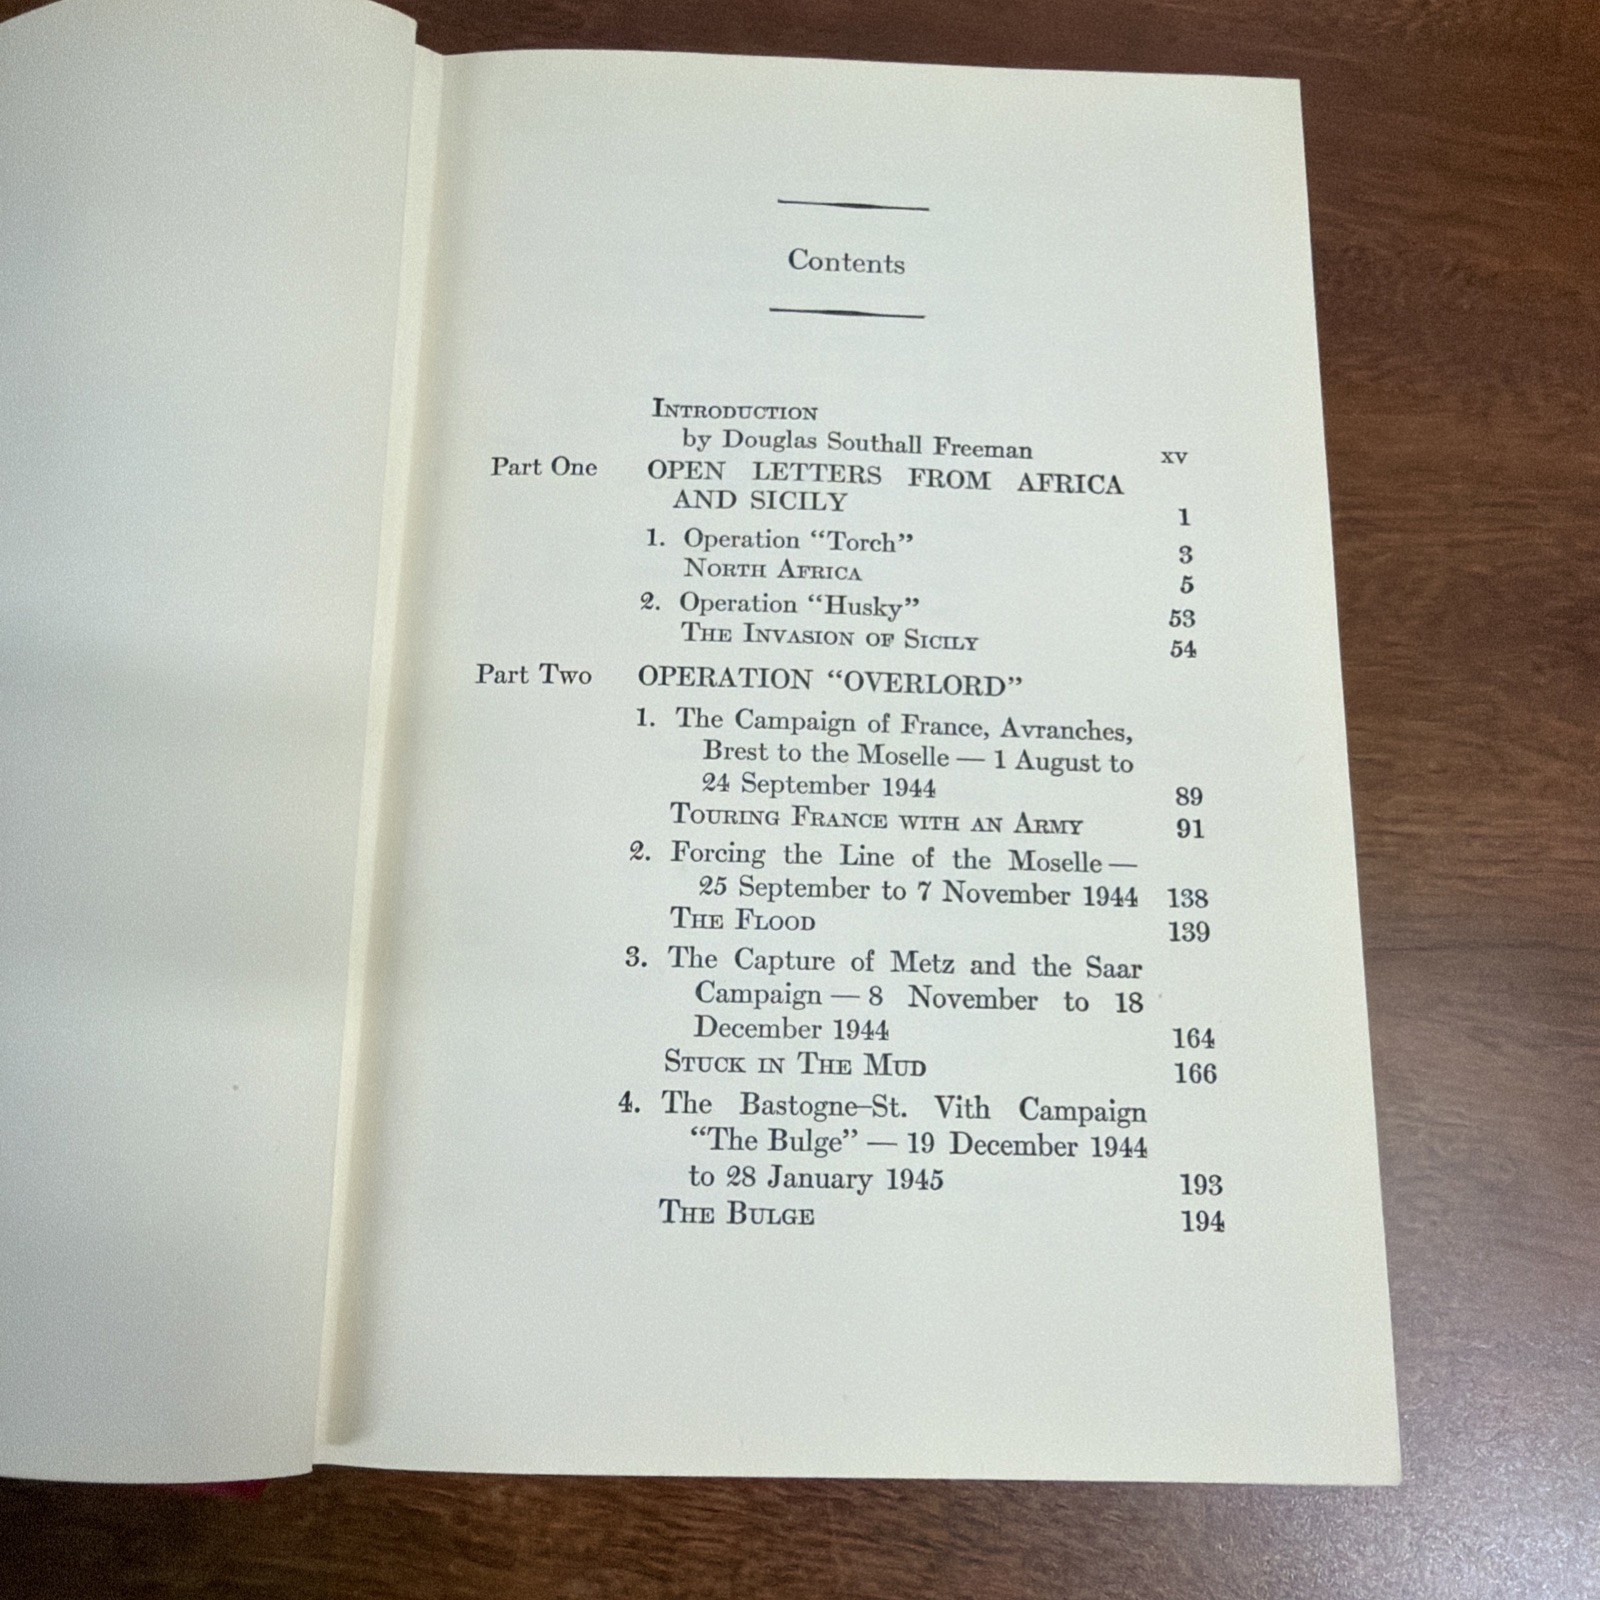 Contents
INTRODUCTION
by Douglas Southall Freeman xv
Part One OPEN LETTERS FROM AFRICA
AND SICILY 1
1. Operation “Torch” 3
NORTH AFRICA 5
2. Operation “Husky” 53
THE INVASION OF SICILY 54
Part Two OPERATION “OVERLORD”
1. The Campaign of France, Avranches,
Brest to the Moselle — 1 August to
24 September 1944 89
TOURING FRANCE WITH AN ARMY 91
2. Forcing the Line of the Moselle —
25 September to 7 November 1944 138
THE FLOOD 139
3. The Capture of Metz and the Saar
Campaign — 8 November to 18
December 1944 164
STUCK IN THE MUD 166
4. The Bastogne–St. Vith Campaign
“The Bulge” — 19 December 1944
to 28 January 1945 193
THE BULGE 194